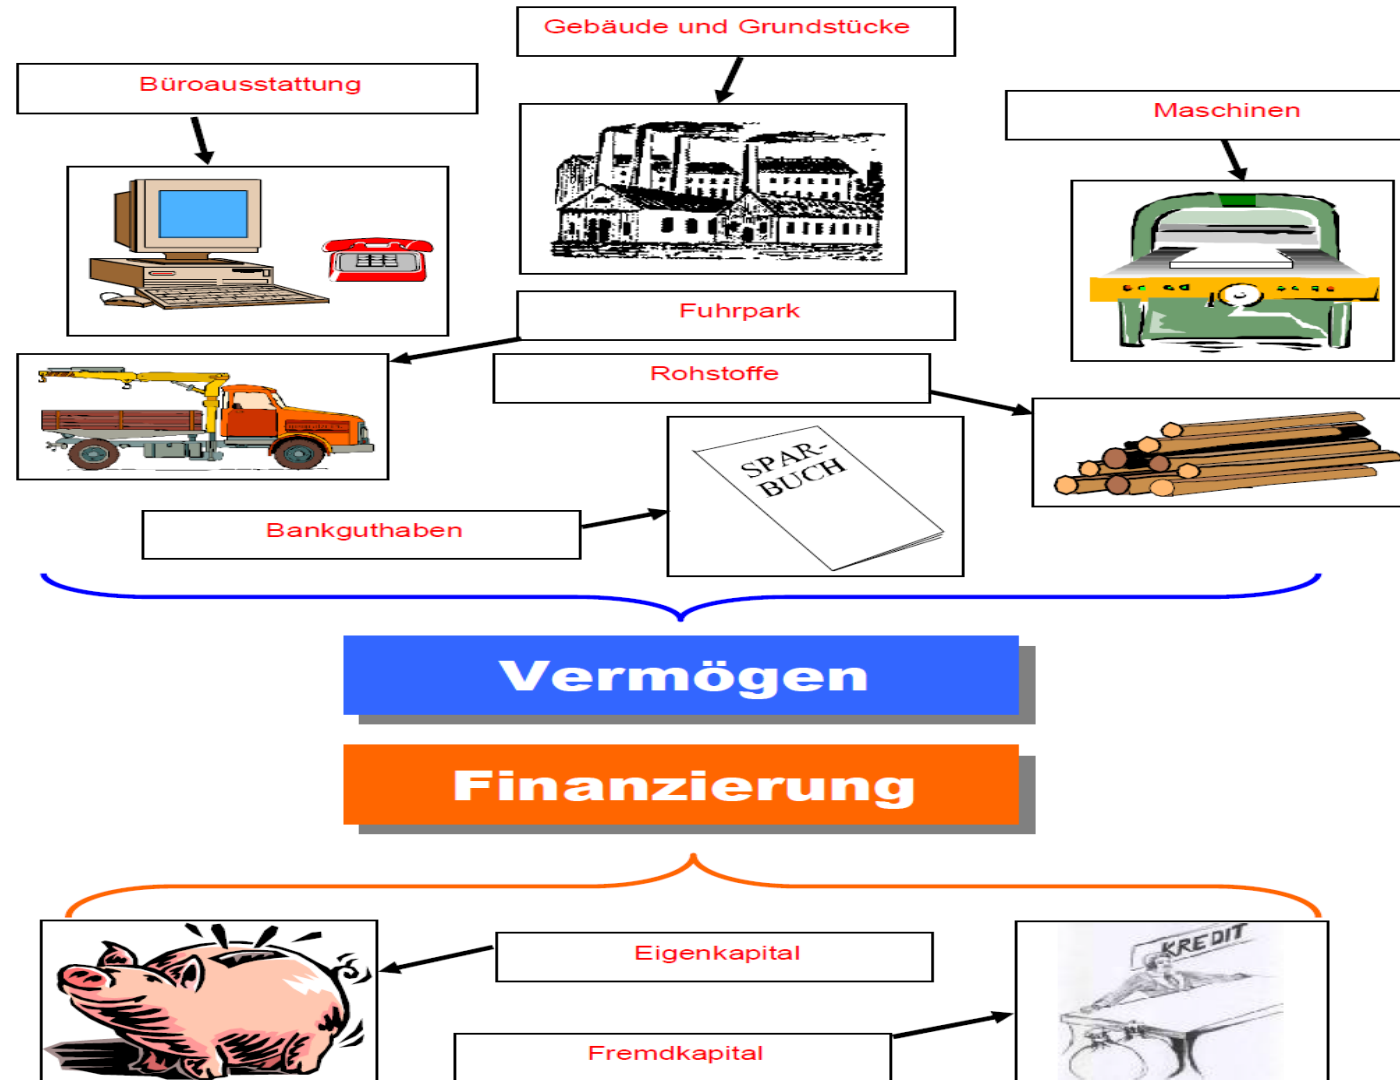 Gebäude und Grundstücke
Büroausstattung
Maschinen
Fuhrpark
Rohstoffe
SPAR-
BUCH
Bankguthaben
Vermögen
Finanzierung
KREDIT
Eigenkapital
Fremdkapital